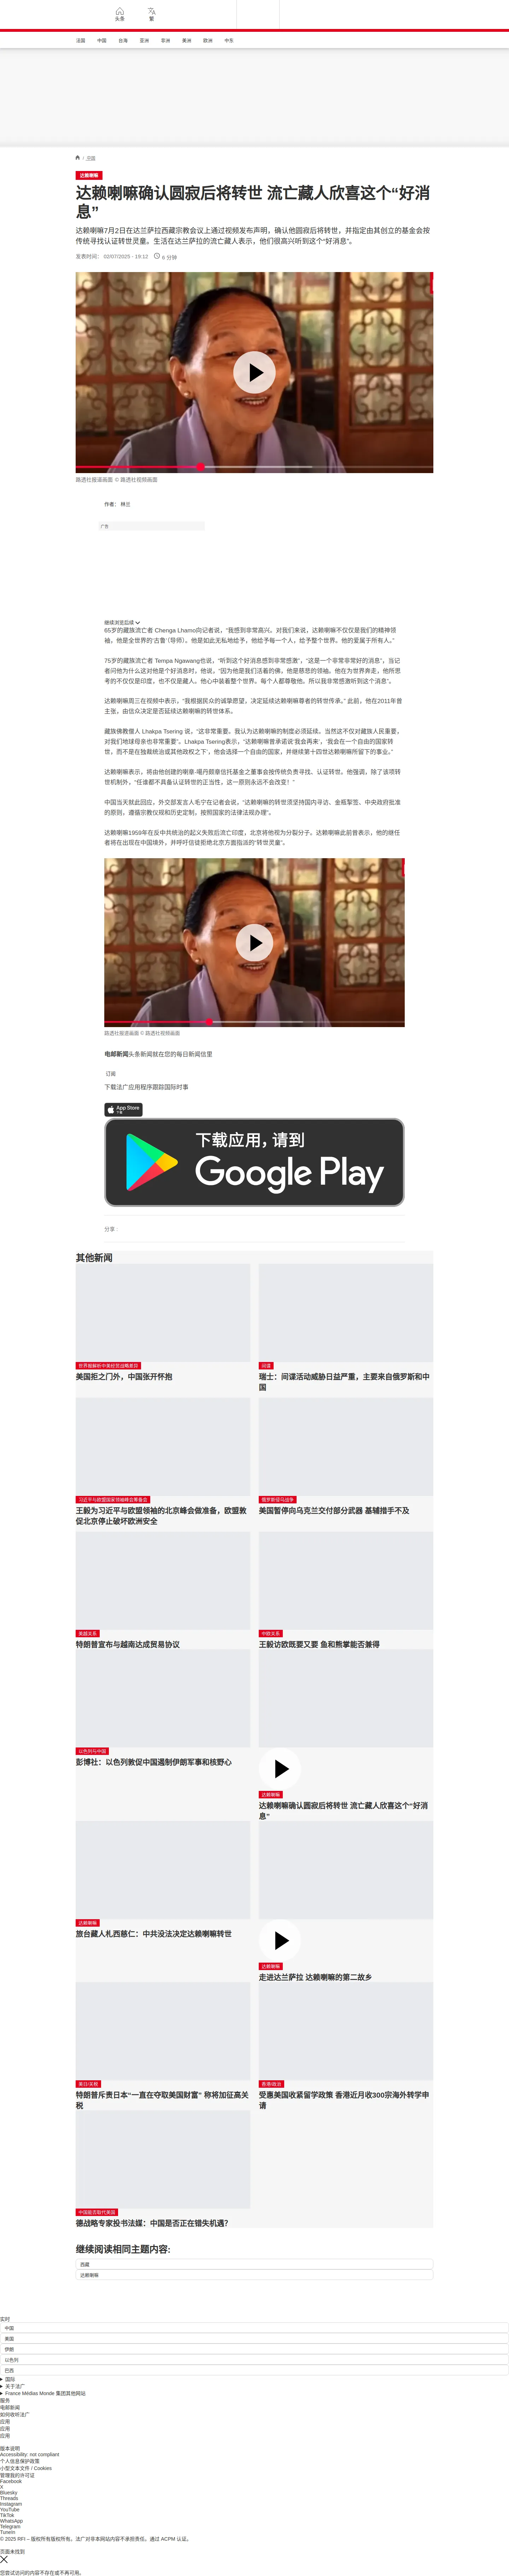 头条
繁
法国
中国
台海
亚洲
非洲
美洲
欧洲
中东
/ 中国
达赖喇嘛
达赖喇嘛确认圆寂后将转世 流亡藏人欣喜这个“好消
息”
达赖喇嘛7月2日在达兰萨拉西藏宗教会议上通过视频发布声明，确认他圆寂后将转世，并指定由其创立的基金会按
传统寻找认证转世灵童。生活在达兰萨拉的流亡藏人表示，他们很高兴听到这个“好消息”。
发表时间： 02/07/2025 - 19:12 6 分钟
路透社报道画面 © 路透社视频画面
作者： 林兰
广告
继续浏览后续
65岁的藏族流亡者 Chenga Lhamo向记者说，“我感到非常高兴。对我们来说，达赖喇嘛不仅仅是我们的精神领
袖，他是全世界的‘古鲁’（导师）。他是如此无私地给予，他给予每一个人，给予整个世界。他的爱属于所有人。”
75岁的藏族流亡者 Tempa Ngawang也说，“听到这个好消息感到非常感激”，“这是一个非常非常好的消息”，当记
者问他为什么这对他是个好消息时，他说，“因为他是我们活着的佛，他是慈悲的领袖。他在为世界奔走，他所思
考的不仅仅是印度，也不仅是藏人。他心中装着整个世界。每个人都尊敬他。所以我非常感激听到这个消息”。
达赖喇嘛周三在视频中表示，“我根据民众的诚挚愿望，决定延续达赖喇嘛尊者的转世传承。” 此前，他在2011年曾
主张，由信众决定是否延续达赖喇嘛的转世体系。
藏族佛教僧人 Lhakpa Tsering 说，“这非常重要。我认为达赖喇嘛的制度必须延续。当然这不仅对藏族人民重要，
对我们地球母亲也非常重要”。Lhakpa Tsering表示，“达赖喇嘛曾承诺说‘我会再来’，‘我会在一个自由的国家转
世，而不是在独裁统治或其他政权之下’，他会选择一个自由的国家，并继续第十四世达赖喇嘛所留下的事业。”
达赖喇嘛表示，将由他创建的噶章·噶丹颇章信托基金之董事会按传统负责寻找、认证转世。他强调，除了该项转
世机制外，“任谁都不具备认证转世的正当性，这一原则永远不会改变！”
中国当天就此回应，外交部发言人毛宁在记者会说，“达赖喇嘛的转世须坚持国内寻访、金瓶掣签、中央政府批准
的原则，遵循宗教仪规和历史定制，按照国家的法律法规办理”。
达赖喇嘛1959年在反中共统治的起义失败后流亡印度，北京将他视为分裂分子。达赖喇嘛此前曾表示，他的继任
者将在出现在中国境外，并呼吁信徒拒绝北京方面指派的“转世灵童”。
路透社报道画面 © 路透社视频画面
电邮新闻头条新闻就在您的每日新闻信里
订阅
下载法广应用程序跟踪国际时事
App Store
下载
下载应用，请到
Google Play
分享 :
其他新闻
世界报解析中美经贸战略差异
美国拒之门外，中国张开怀抱
间谍
瑞士：间谍活动威胁日益严重，主要来自俄罗斯和中
国
习近平与欧盟国家领袖峰会筹备会
王毅为习近平与欧盟领袖的北京峰会做准备，欧盟敦
促北京停止破坏欧洲安全
俄罗斯侵乌战争
美国暂停向乌克兰交付部分武器 基辅措手不及
美越关系
特朗普宣布与越南达成贸易协议
中欧关系
王毅访欧既要又要 鱼和熊掌能否兼得
以色列与中国
彭博社：以色列敦促中国遏制伊朗军事和核野心
达赖喇嘛
达赖喇嘛确认圆寂后将转世 流亡藏人欣喜这个“好消
息”
达赖喇嘛
旅台藏人札西慈仁：中共没法决定达赖喇嘛转世
达赖喇嘛
走进达兰萨拉 达赖喇嘛的第二故乡
美日/关税
特朗普斥责日本“一直在夺取美国财富” 称将加征高关
税
香港/政治
受惠美国收紧留学政策 香港近月收300宗海外转学申
请
中国能否取代美国
德战略专家投书法媒：中国是否正在错失机遇？
继续阅读相同主题内容:
西藏
达赖喇嘛
实时
中国
美国
伊朗
以色列
巴西
国际
关于法广
France Médias Monde 集团其他网站
服务
电邮新闻
如何收听法广
应用
应用
应用
版本说明
Accessibility: not compliant
个人信息保护政策
小型文本文件 / Cookies
管理我的许可证
Facebook
X
Bluesky
Threads
Instagram
YouTube
TikTok
WhatsApp
Telegram
TuneIn
© 2025 RFI – 版权所有版权所有。法广对非本网站内容不承担责任。通过 ACPM 认证。
页面未找到
您尝试访问的内容不存在或不再可用。